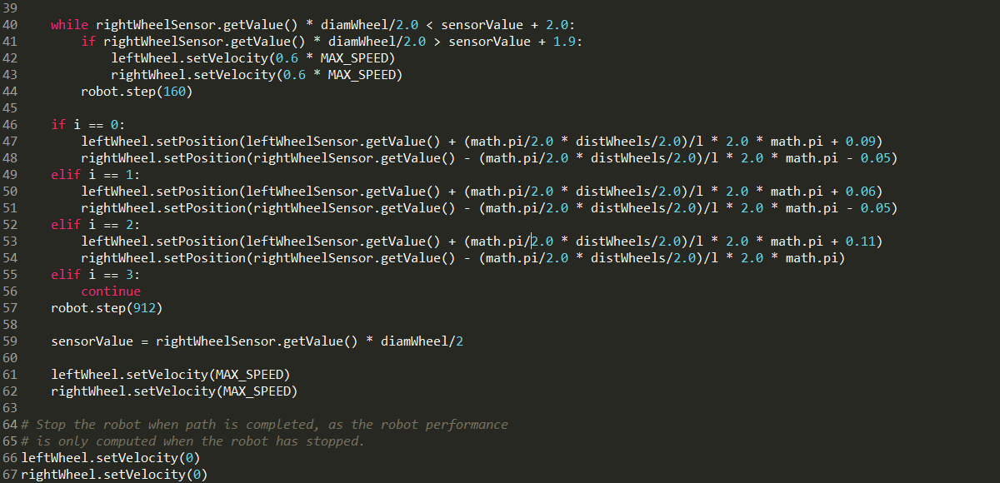 39
40     while rightWheelSensor.getValue() * diamWheel/2.0 < sensorValue + 2.0:
41         if rightWheelSensor.getValue() * diamWheel/2.0 > sensorValue + 1.9:
42             leftWheel.setVelocity(0.6 * MAX_SPEED)
43             rightWheel.setVelocity(0.6 * MAX_SPEED)
44         robot.step(160)
45
46     if i == 0:
47         leftWheel.setPosition(leftWheelSensor.getValue() + (math.pi/2.0 * distWheels/2.0)/l * 2.0 * math.pi + 0.09)
48         rightWheel.setPosition(rightWheelSensor.getValue() - (math.pi/2.0 * distWheels/2.0)/l * 2.0 * math.pi - 0.05)
49     elif i == 1:
50         leftWheel.setPosition(leftWheelSensor.getValue() + (math.pi/2.0 * distWheels/2.0)/l * 2.0 * math.pi + 0.06)
51         rightWheel.setPosition(rightWheelSensor.getValue() - (math.pi/2.0 * distWheels/2.0)/l * 2.0 * math.pi - 0.05)
52     elif i == 2:
53         leftWheel.setPosition(leftWheelSensor.getValue() + (math.pi/2.0 * distWheels/2.0)/l * 2.0 * math.pi + 0.11)
54         rightWheel.setPosition(rightWheelSensor.getValue() - (math.pi/2.0 * distWheels/2.0)/l * 2.0 * math.pi)
55     elif i == 3:
56         continue
57     robot.step(912)
58
59     sensorValue = rightWheelSensor.getValue() * diamWheel/2
60
61     leftWheel.setVelocity(MAX_SPEED)
62     rightWheel.setVelocity(MAX_SPEED)
63
64 # Stop the robot when path is completed, as the robot performance
65 # is only computed when the robot has stopped.
66 leftWheel.setVelocity(0)
67 rightWheel.setVelocity(0)